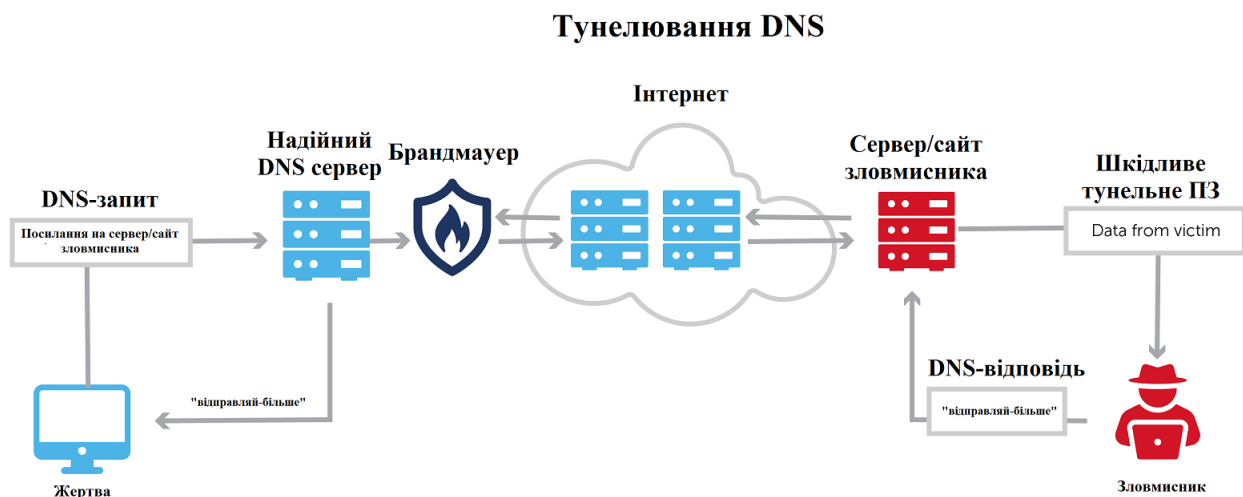 Тунелювання DNS
Інтернет
Надійний
DNS сервер
Брандмауер
Сервер/сайт
зловмисника
Шкідливе
тунельне ПЗ
DNS-запит
Посилання на сервер/сайт
зловмисника
Data from victim
DNS-відповідь
"відправляй-більше"
"відправляй-більше"
Жертва
Зловмисник